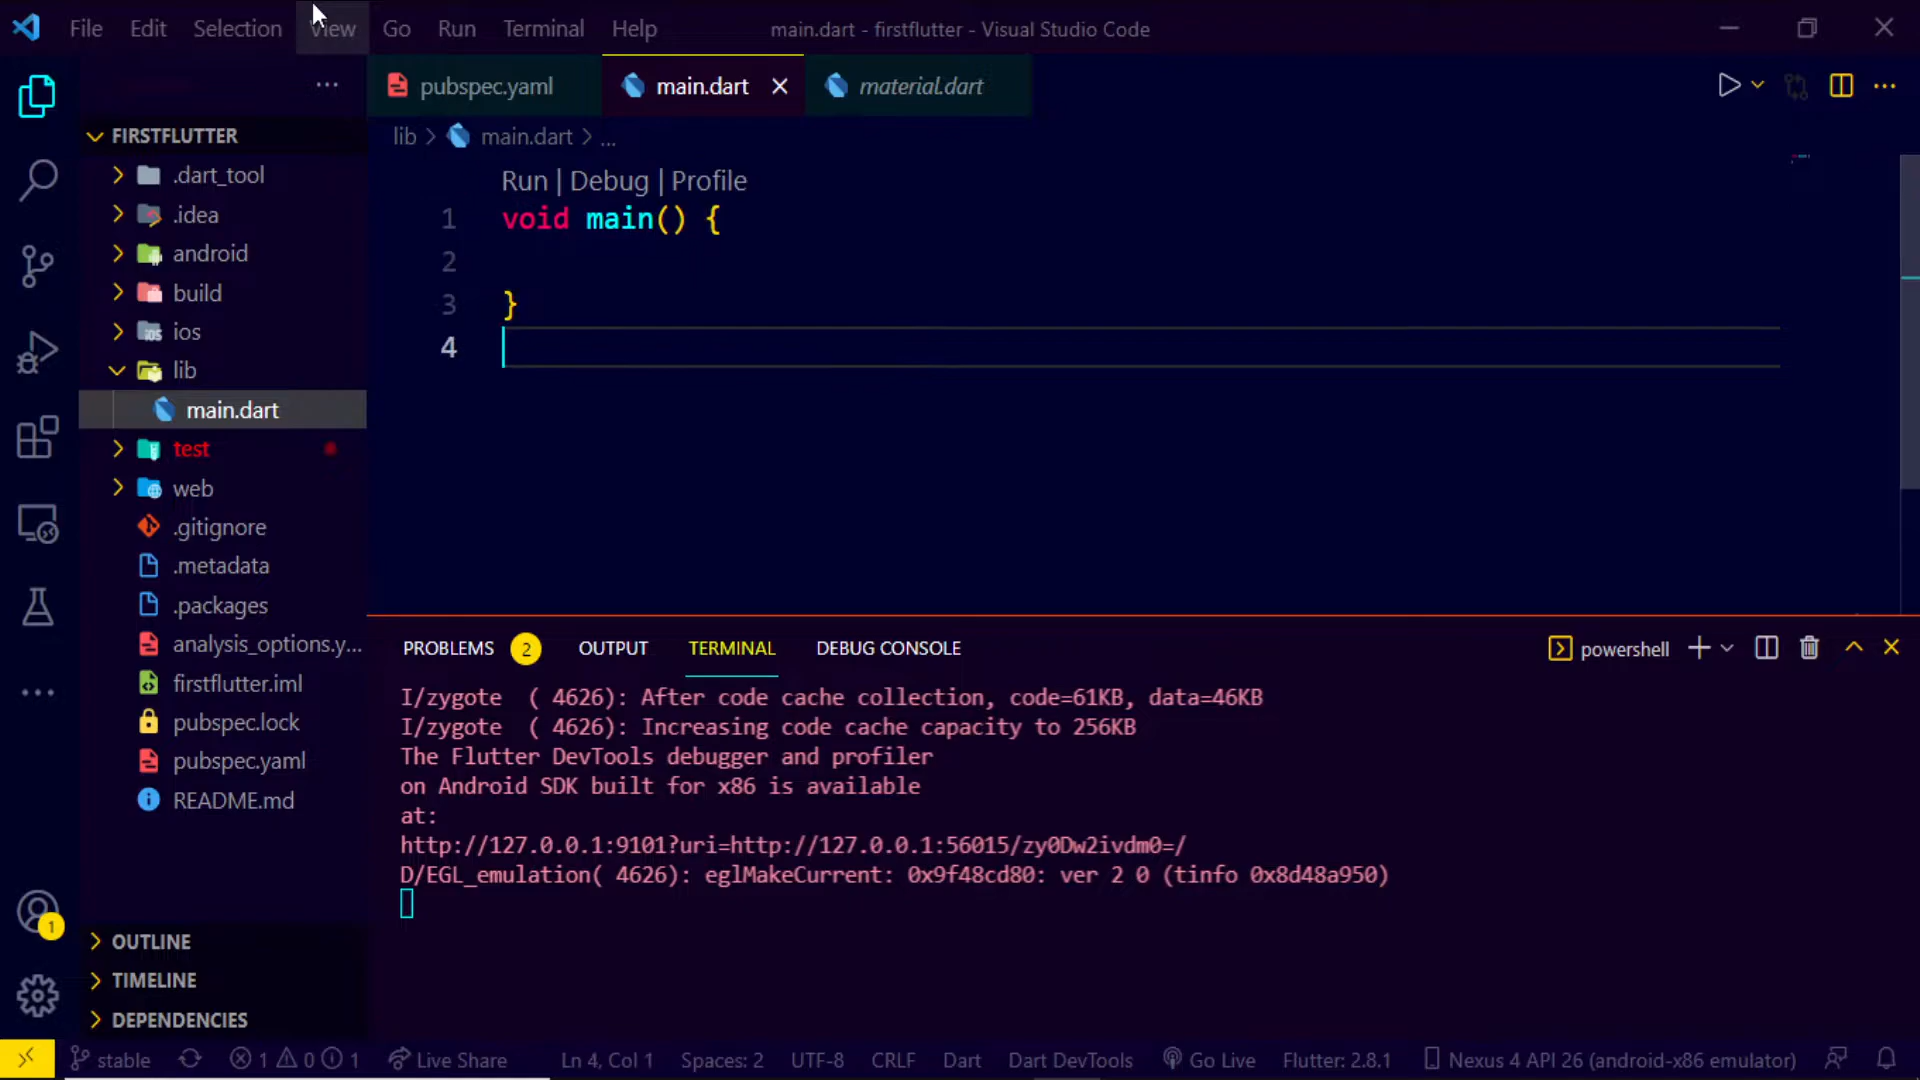 File Edit Selection View Go Run Terminal Help main.dart - firstflutter - Visual Studio Code
pubspec.yaml main.dart material.dart
FIRSTFLUTTER
.dart_tool
.idea
android
build
ios
lib
main.dart
test
web
.gitignore
.metadata
.packages
analysis_options.y...
firstflutter.iml
pubspec.lock
pubspec.yaml
README.md
OUTLINE
TIMELINE
DEPENDENCIES
lib > main.dart > ...
Run | Debug | Profile
1 void main() {
2
3 }
4
PROBLEMS 2 OUTPUT TERMINAL DEBUG CONSOLE powershell
I/zygote  ( 4626): After code cache collection, code=61KB, data=46KB
I/zygote  ( 4626): Increasing code cache capacity to 256KB
The Flutter DevTools debugger and profiler
on Android SDK built for x86 is available
at:
http://127.0.0.1:9101?uri=http://127.0.0.1:56015/zy0Dw2ivdm0=/
D/EGL_emulation( 4626): eglMakeCurrent: 0x9f48cd80: ver 2 0 (tinfo 0x8d48a950)
1
stable 1 0 1 Live Share Ln 4, Col 1 Spaces: 2 UTF-8 CRLF Dart Dart DevTools Go Live Flutter: 2.8.1 Nexus 4 API 26 (android-x86 emulator)